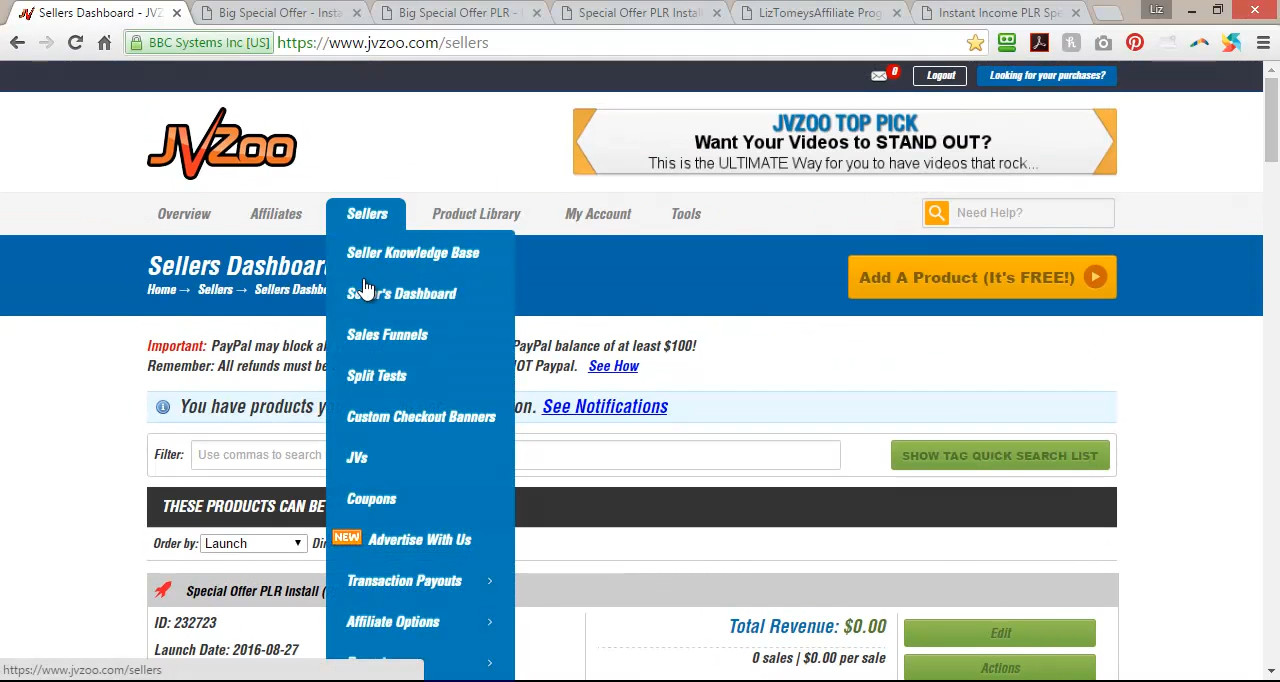 Sellers Dashboard - JVZ
Big Special Offer - Insta
Big Special Offer PLR -
Special Offer PLR Install
LizTomeysAffiliate Prog
Instant Income PLR Spe
Liz
BBC Systems Inc [US]
https://www.jvzoo.com/sellers
0
Logout
Looking for your purchases?
JVZoo
JVZOO TOP PICK
Want Your Videos to STAND OUT?
This is the ULTIMATE Way for you to have videos that rock...
Overview
Affiliates
Sellers
Product Library
My Account
Tools
Need Help?
Seller Knowledge Base
Sellers Dashboar
Home → Sellers → Sellers Dashb
Add A Product (It's FREE!)
Seller's Dashboard
Sales Funnels
Split Tests
Custom Checkout Banners
JVs
Coupons
NEW Advertise With Us
Transaction Payouts
Affiliate Options
Important: PayPal may block a
PayPal balance of at least $100!
Remember: All refunds must be
OT Paypal. See How
You have products y
on. See Notifications
Filter: Use commas to search
SHOW TAG QUICK SEARCH LIST
THESE PRODUCTS CAN BE
Order by: Launch
Di
Special Offer PLR Install (
ID: 232723
Launch Date: 2016-08-27
Total Revenue: $0.00
0 sales | $0.00 per sale
Edit
Actions
https://www.jvzoo.com/sellers